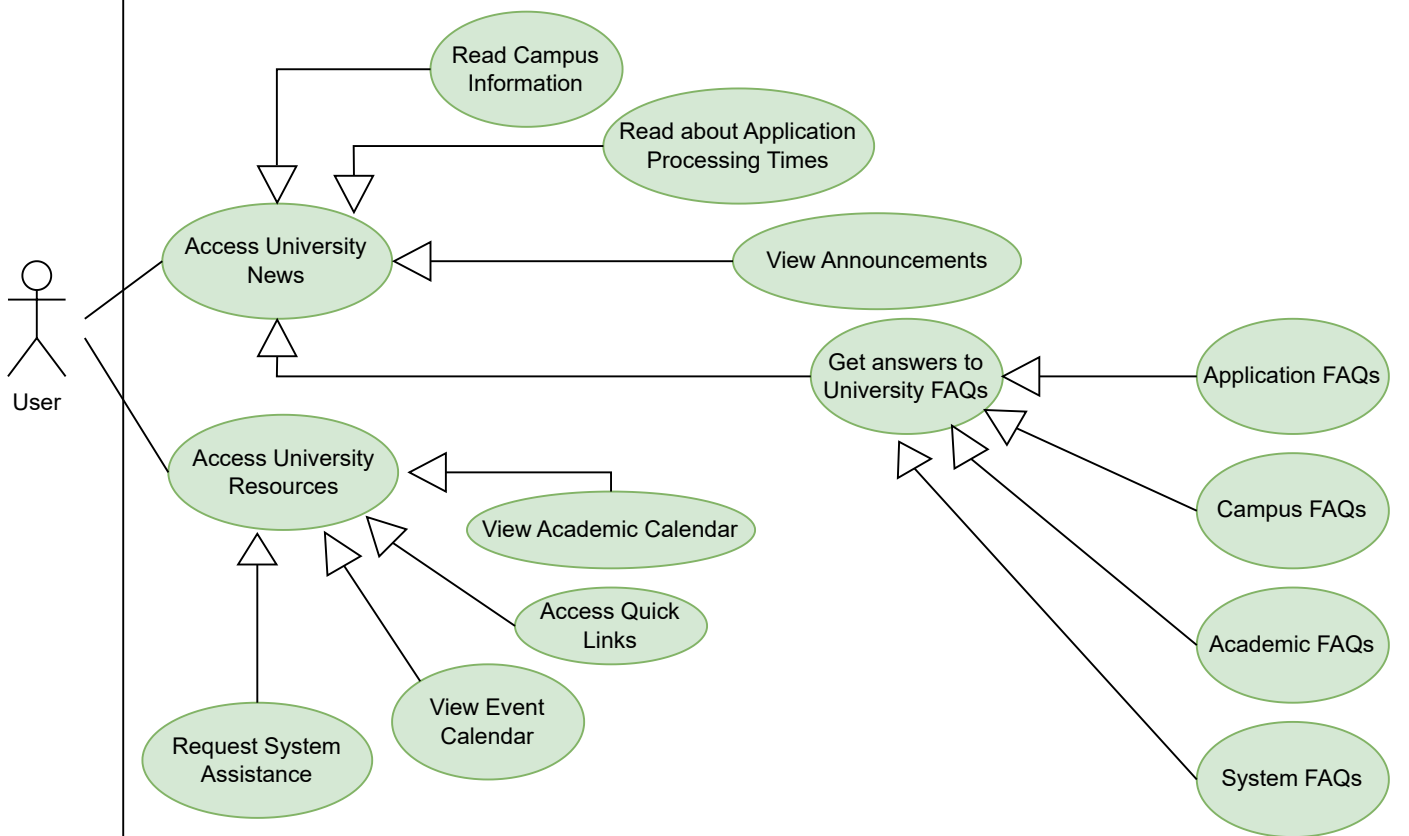 Read Campus
Information
Read about Application
Processing Times
Access University
News
View Announcements
User
Get answers to
University FAQs
Application FAQs
Access University
Resources
View Academic Calendar
Campus FAQs
Access Quick
Links
Academic FAQs
View Event
Calendar
Request System
Assistance
System FAQs